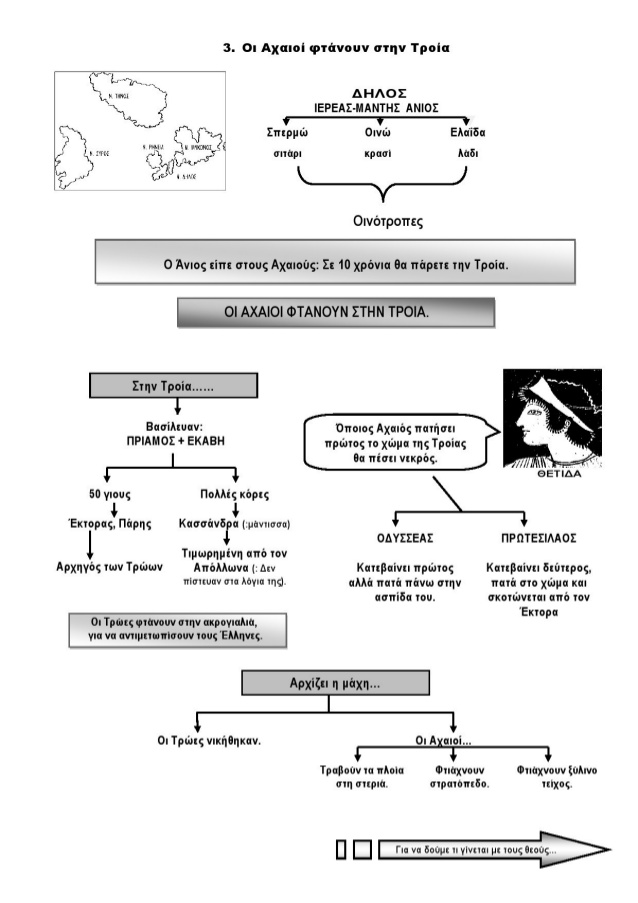 3. Οι Αχαιοί φτάνουν στην Τροία
Ν. ΤΗΝΟΣ
Ν. ΣΥΡΟΣ
Ν. ΡΗΝΕΙΑ
Ν. ΜΥΚΟΝΟΣ
Ν. ΔΗΛΟΣ
ΔΗΛΟΣ
ΙΕΡΕΑΣ-ΜΑΝΤΗΣ ΑΝΙΟΣ
Σπερμώ Οινώ Ελαΐδα
σιτάρι κρασί λάδι
Οινότροπες
Ο Άνιος είπε στους Αχαιούς: Σε 10 χρόνια θα πάρετε την Τροία.
ΟΙ ΑΧΑΙΟΙ ΦΤΑΝΟΥΝ ΣΤΗΝ ΤΡΟΙΑ.
Στην Τροία……
Βασίλευαν:
ΠΡΙΑΜΟΣ + ΕΚΑΒΗ
50 γιους
Έκτορας, Πάρης
Αρχηγός των Τρώων
Πολλές κόρες
Κασσάνδρα (:μάντισσα)
Τιμωρημένη από τον
Απόλλωνα (: Δεν
πίστευαν στα λόγια της).
Όποιος Αχαιός πατήσει
πρώτος το χώμα της Τροίας
θα πέσει νεκρός.
ΘΕΤΙΔΑ
ΟΔΥΣΣΕΑΣ
Κατεβαίνει πρώτος
αλλά πατά πάνω στην
ασπίδα του.
ΠΡΩΤΕΣΙΛΑΟΣ
Κατεβαίνει δεύτερος,
πατά στο χώμα και
σκοτώνεται από τον
Έκτορα
Οι Τρώες φτάνουν στην ακρογιαλιά,
για να αντιμετωπίσουν τους Έλληνες.
Αρχίζει η μάχη…
Οι Τρώες νικήθηκαν.
Οι Αχαιοί…
Τραβούν τα πλοία
στη στεριά.
Φτιάχνουν
στρατόπεδο.
Φτιάχνουν ξύλινο
τείχος.
Για να δούμε τι γίνεται με τους θεούς…